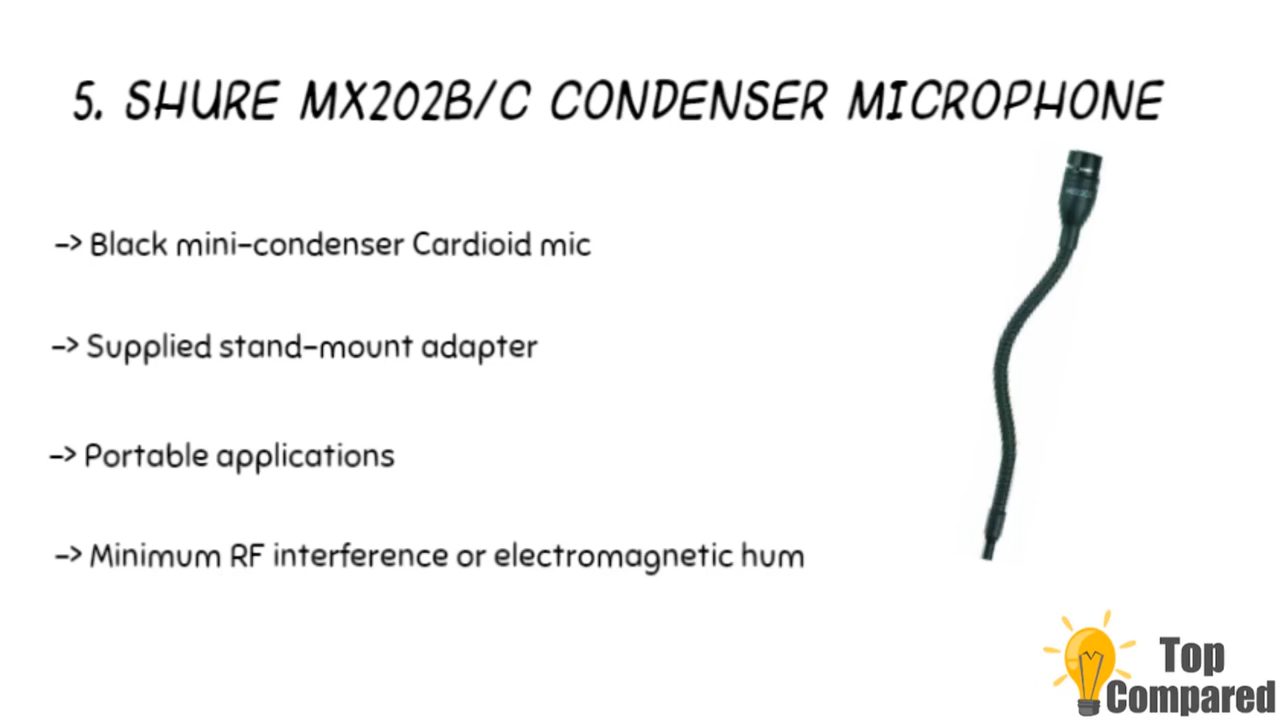 5. SHURE MX202B/C CONDENSER MICROPHONE
-> Black mini-condenser Cardioid mic
-> Supplied stand-mount adapter
-> Portable applications
-> Minimum RF interference or electromagnetic hum
Top
Compared